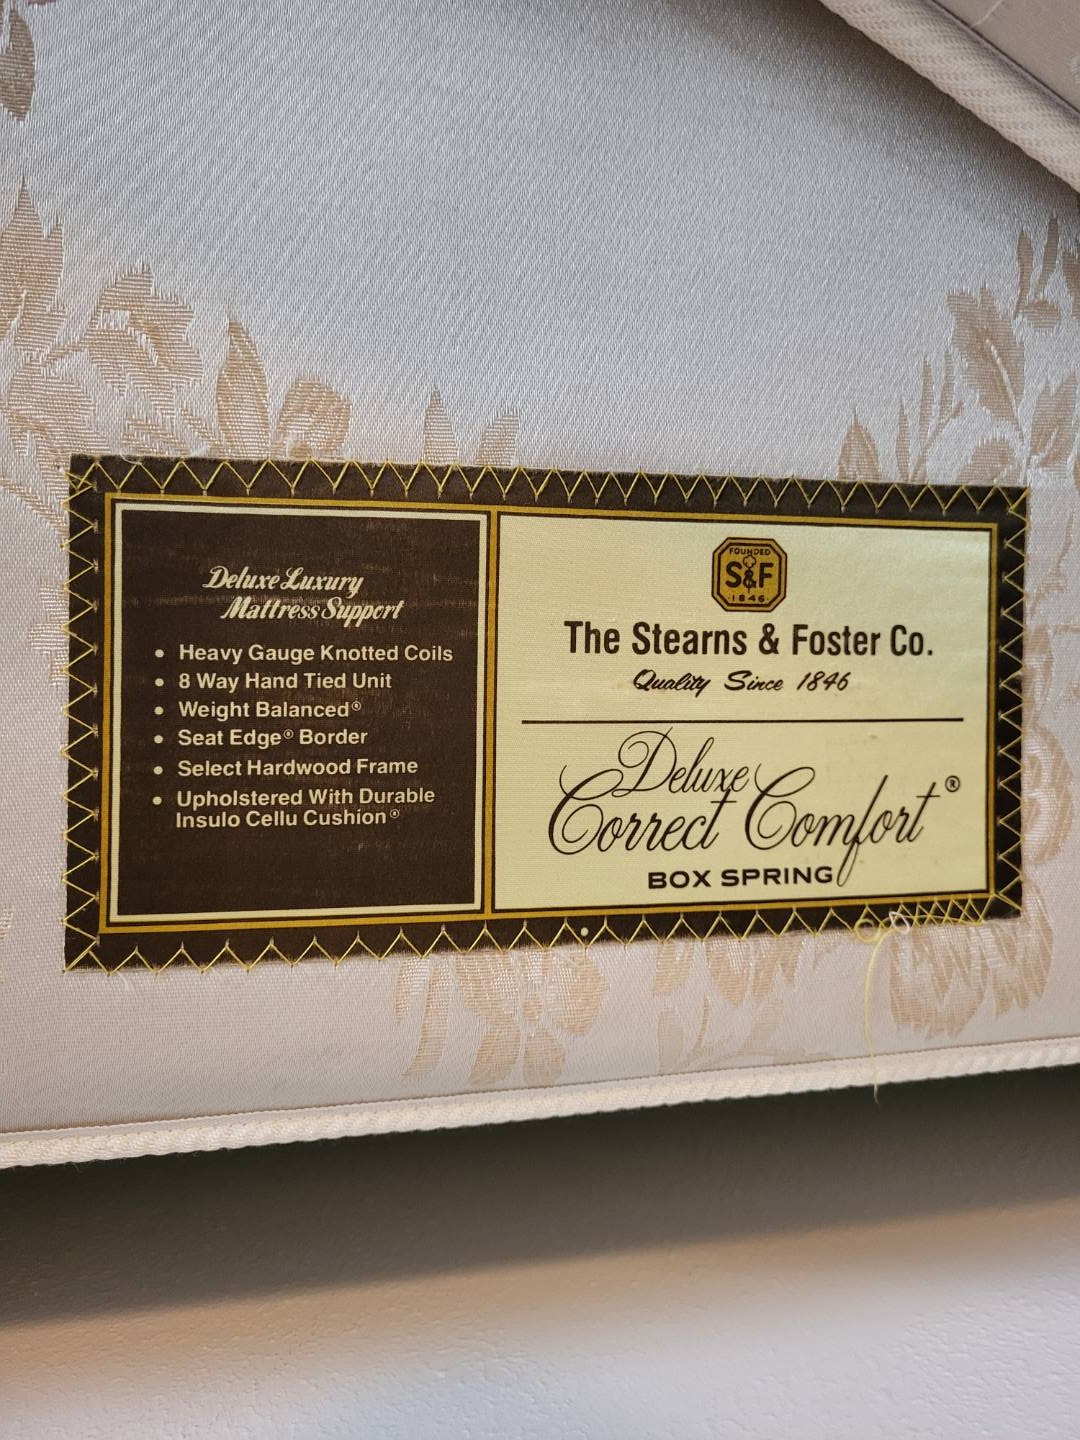 Deluxe Luxury
Mattress Support
• Heavy Gauge Knotted Coils
• 8 Way Hand Tied Unit
• Weight Balanced®
• Seat Edge® Border
• Select Hardwood Frame
• Upholstered With Durable
Insulo Cellu Cushion®
FOUNDED
S&F
1846
The Stearns & Foster Co.
Quality Since 1846
Deluxe
Correct Comfort®
BOX SPRING